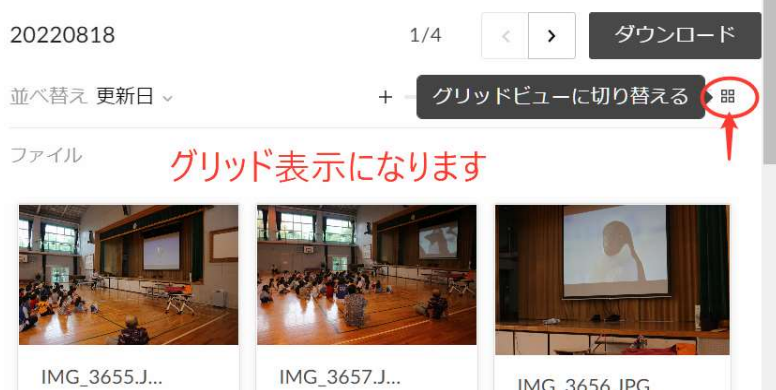 20220818 1/4 < > ダウンロード
並べ替え 更新日 + グリッドビューに切り替える
ファイル
グリッド表示になります
IMG_3655.J... IMG_3657.J... IMG_3656.JPG